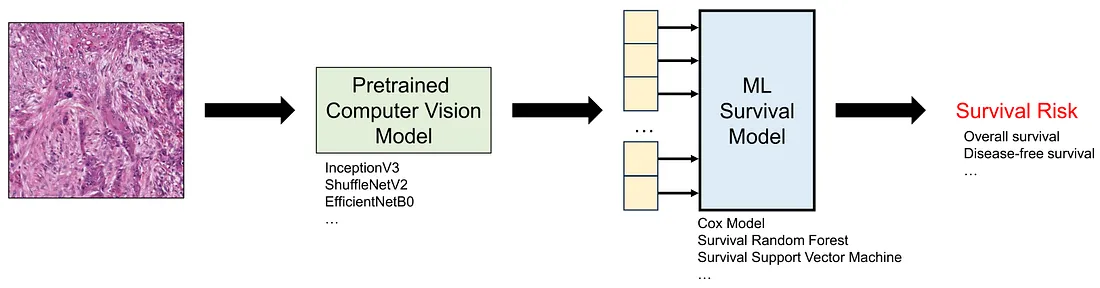 Pretrained
Computer Vision
Model
InceptionV3
ShuffleNetV2
EfficientNetB0
…
…
ML
Survival
Model
Cox Model
Survival Random Forest
Survival Support Vector Machine
…
Survival Risk
Overall survival
Disease-free survival
…